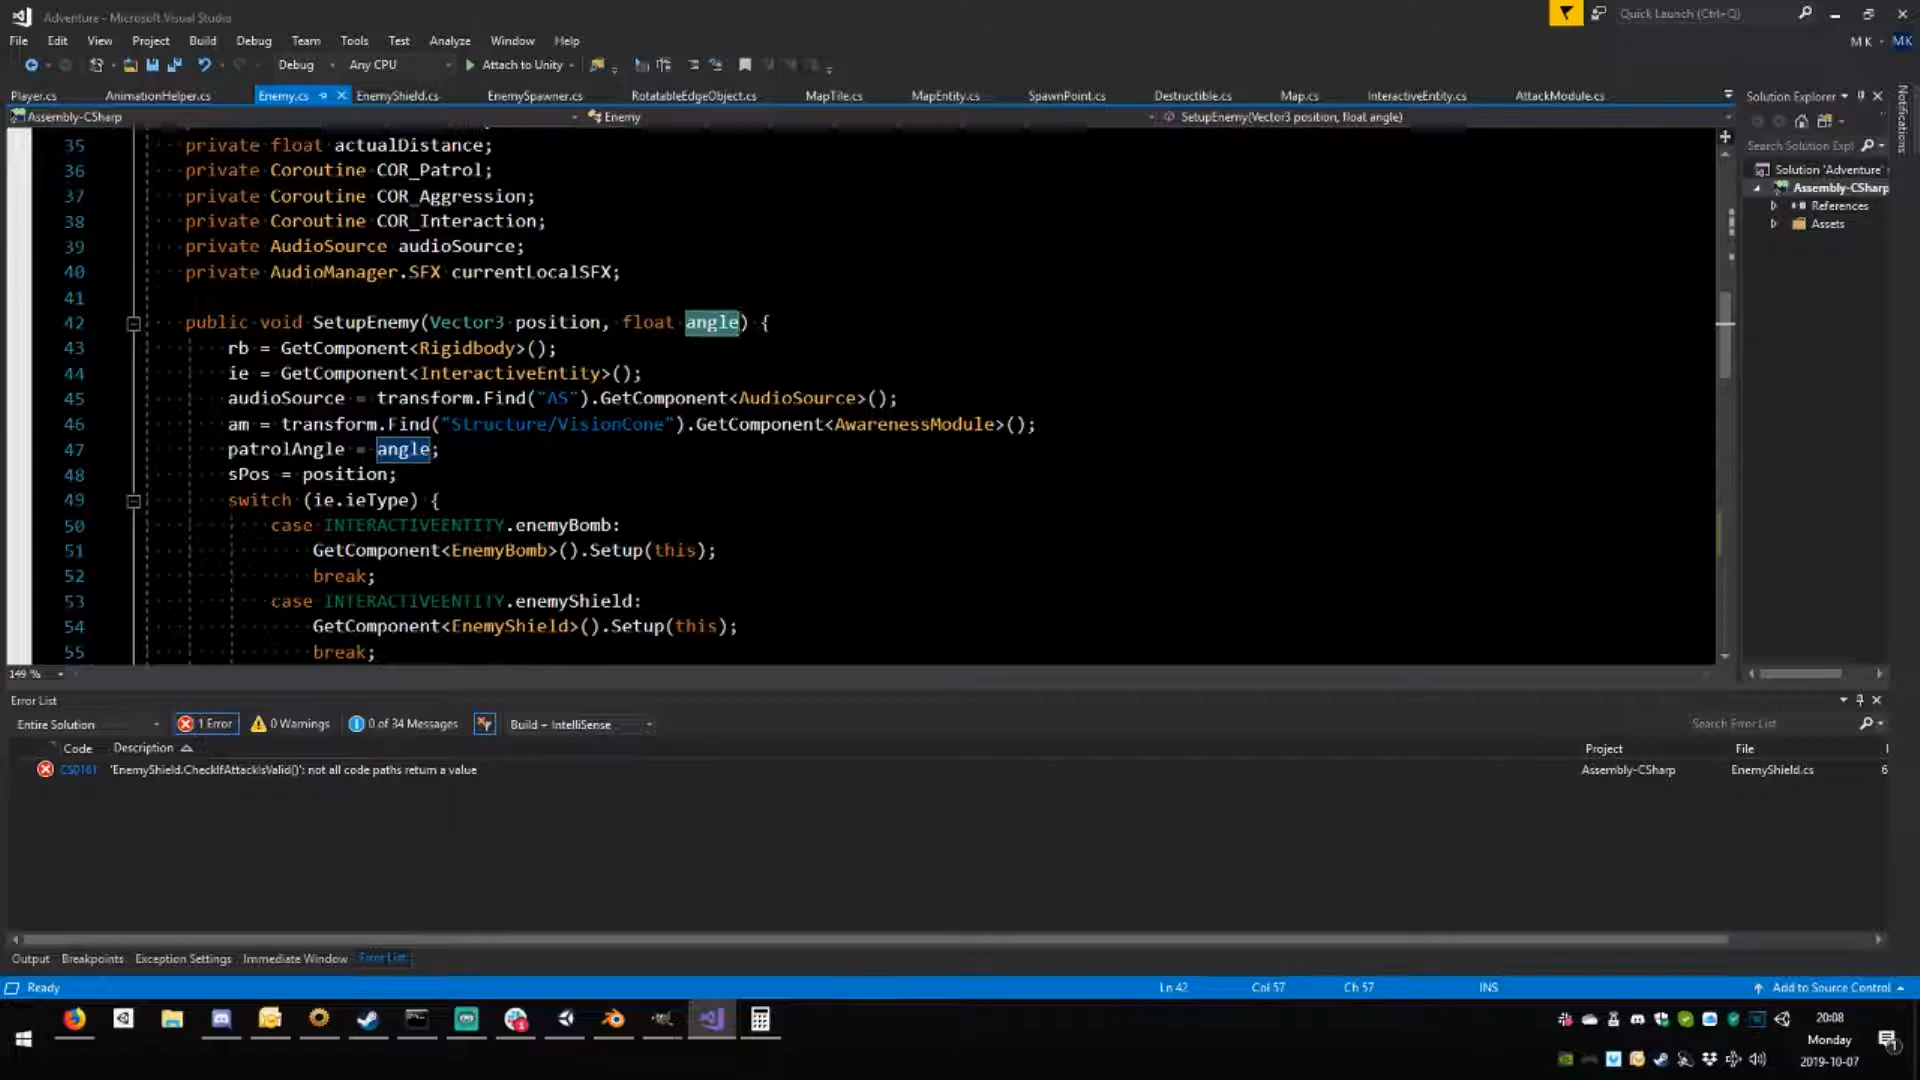 Adventure - Microsoft Visual Studio
Quick Launch (Ctrl+Q)
File Edit View Project Build Debug Team Tools Test Analyze Window Help
M K MK
Debug Any CPU Attach to Unity
Player.cs AnimationHelper.cs Enemy.cs EnemyShield.cs EnemySpawner.cs RotatableEdgeObject.cs MapTile.cs MapEntity.cs SpawnPoint.cs Destructible.cs Map.cs InteractiveEntity.cs AttackModule.cs
Solution Explorer
Notifications
Assembly-CSharp Enemy SetupEnemy(Vector3 position, float angle)
Search Solution Expl
Solution 'Adventure'
Assembly-CSharp
References
Assets
35 private float actualDistance;
36 private Coroutine COR_Patrol;
37 private Coroutine COR_Aggression;
38 private Coroutine COR_Interaction;
39 private AudioSource audioSource;
40 private AudioManager.SFX currentLocalSFX;
41
42 public void SetupEnemy(Vector3 position, float angle) {
43 rb = GetComponent<Rigidbody>();
44 ie = GetComponent<InteractiveEntity>();
45 audioSource = transform.Find("AS").GetComponent<AudioSource>();
46 am = transform.Find("Structure/VisionCone").GetComponent<AwarenessModule>();
47 patrolAngle = angle;
48 sPos = position;
49 switch (ie.ieType) {
50 case INTERACTIVEENTITY.enemyBomb:
51 GetComponent<EnemyBomb>().Setup(this);
52 break;
53 case INTERACTIVEENTITY.enemyShield:
54 GetComponent<EnemyShield>().Setup(this);
55 break;
149 %
Error List
Entire Solution 1 Error 0 Warnings 0 of 34 Messages Build + IntelliSense Search Error List
Code Description Project File
CS0161 'EnemyShield.CheckIfAttackIsValid()': not all code paths return a value Assembly-CSharp EnemyShield.cs 6
Output Breakpoints Exception Settings Immediate Window Error List
Ready Ln 42 Col 57 Ch 57 INS Add to Source Control
20:08
Monday
2019-10-07